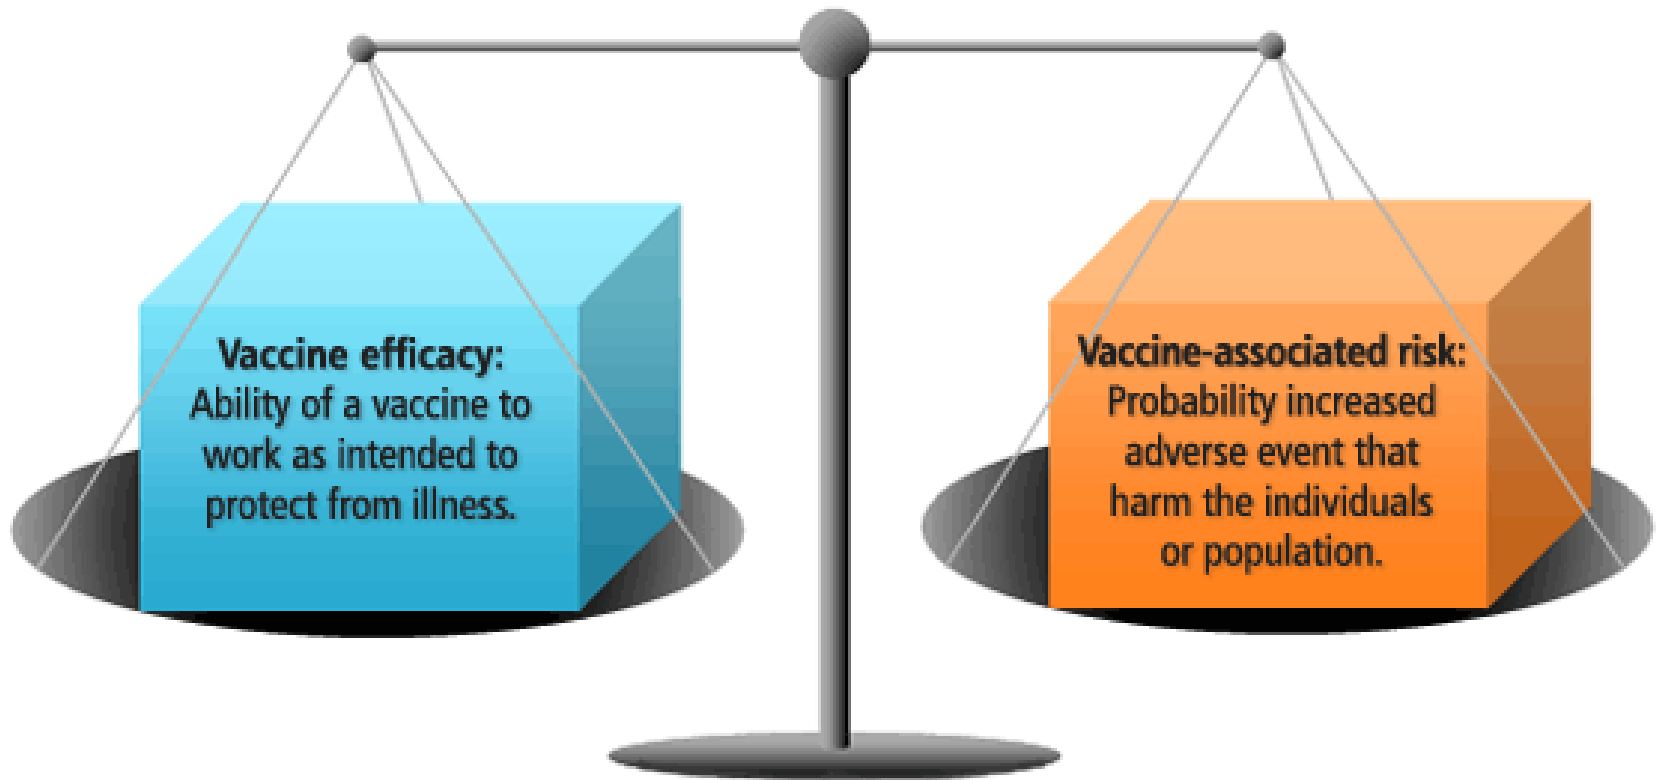 Vaccine efficacy:
Ability of a vaccine to
work as intended to
protect from illness.
Vaccine-associated risk:
Probability increased
adverse event that
harm the individuals
or population.